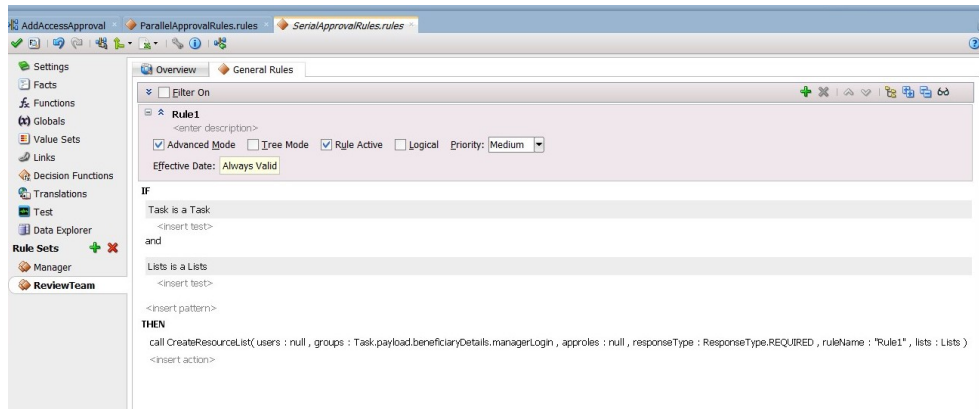 AddAccessApproval ParallelApprovalRules.rules SerialApprovalRules.rules
Settings
Facts
Functions
Globals
Value Sets
Links
Decision Functions
Translations
Test
Data Explorer
Rule Sets
Manager
ReviewTeam
Overview General Rules
Filter On
Rule1
<enter description>
Advanced Mode Tree Mode Rule Active Logical Priority: Medium
Effective Date: Always Valid
IF
Task is a Task
<insert test>
and
Lists is a Lists
<insert test>
<insert pattern>
THEN
call CreateResourceList( users : null , groups : Task.payload.beneficiaryDetails.managerLogin , approles : null , responseType : ResponseType.REQUIRED , ruleName : "Rule1" , lists : Lists )
<insert action>